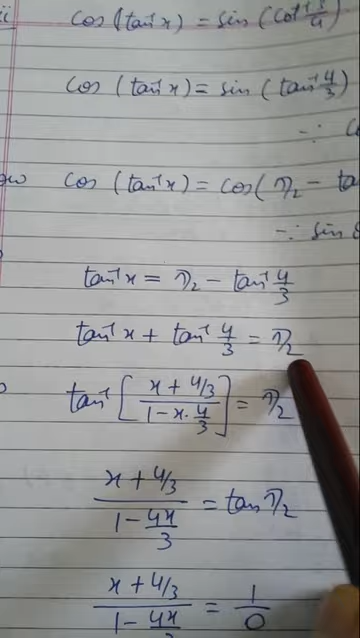 ii cos(tan⁻¹x) = sin(cot⁻¹ 3/4)
cos (tan⁻¹x) = sin (tan⁻¹ 4/3)
∵
cos (tan⁻¹x) = cos(π/2 - ta
∵ sin
tan⁻¹x = π/2 - tan⁻¹ 4/3
tan⁻¹x + tan⁻¹ 4/3 = π/2
tan⁻¹ [ (x + 4/3) / (1 - x · 4/3) ] = π/2
(x + 4/3) / (1 - 4x/3) = tan π/2
(x + 4/3) / (1 - 4x/3) = 1/0